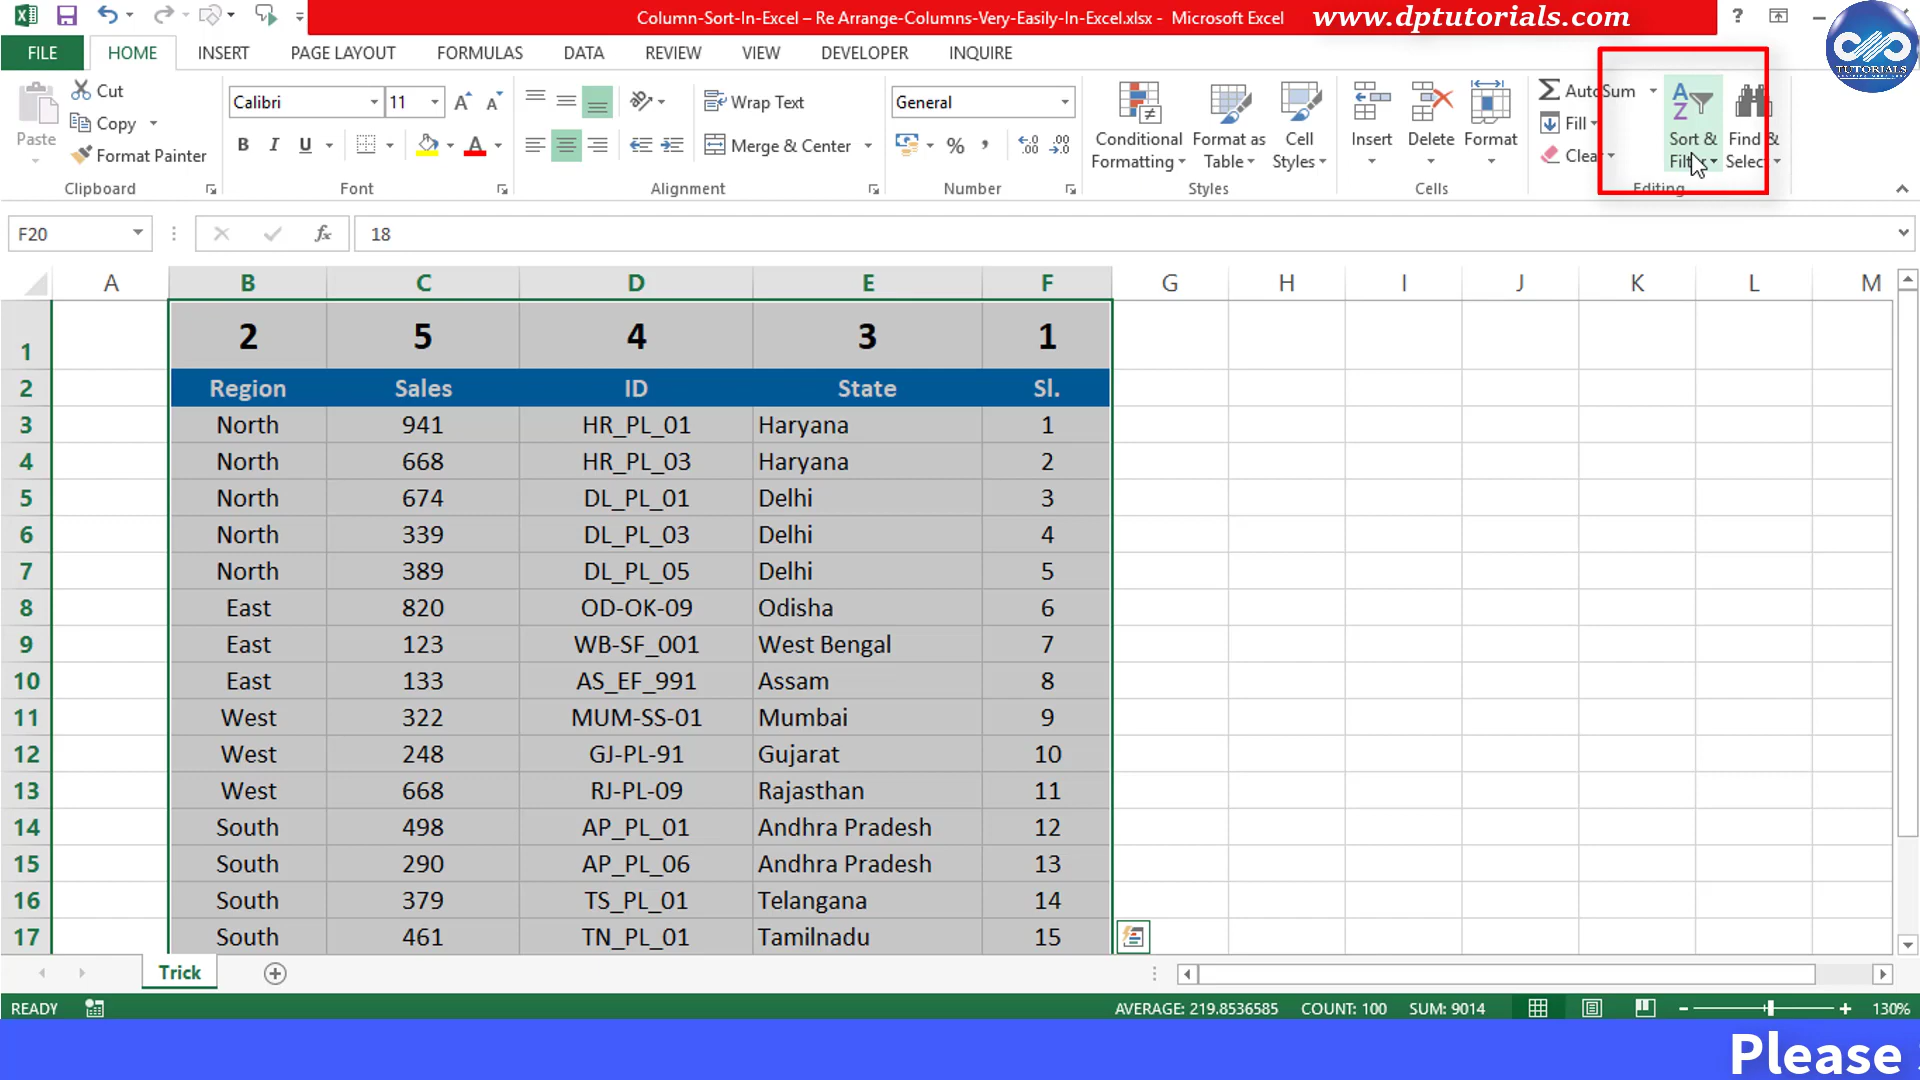 Column-Sort-In-Excel – Re Arrange-Columns-Very-Easily-In-Excel.xlsx - Microsoft Excel
www.dptutorials.com
?
TUTORIALS
FILE HOME INSERT PAGE LAYOUT FORMULAS DATA REVIEW VIEW DEVELOPER INQUIRE
Paste
Cut
Copy
Format Painter
Clipboard
Calibri 11
B I U
Font
Wrap Text
Merge & Center
Alignment
General
%
Number
Conditional Formatting
Format as Table
Cell Styles
Styles
Insert
Delete
Format
Cells
AutoSum
Fill
Clear
Sort & Filter
Find & Select
Editing
F20 fx 18
A B C D E F G H I J K L M
1 2 5 4 3 1
2 Region Sales ID State Sl.
3 North 941 HR_PL_01 Haryana 1
4 North 668 HR_PL_03 Haryana 2
5 North 674 DL_PL_01 Delhi 3
6 North 339 DL_PL_03 Delhi 4
7 North 389 DL_PL_05 Delhi 5
8 East 820 OD-OK-09 Odisha 6
9 East 123 WB-SF_001 West Bengal 7
10 East 133 AS_EF_991 Assam 8
11 West 322 MUM-SS-01 Mumbai 9
12 West 248 GJ-PL-91 Gujarat 10
13 West 668 RJ-PL-09 Rajasthan 11
14 South 498 AP_PL_01 Andhra Pradesh 12
15 South 290 AP_PL_06 Andhra Pradesh 13
16 South 379 TS_PL_01 Telangana 14
17 South 461 TN_PL_01 Tamilnadu 15
Trick
READY AVERAGE: 219.8536585 COUNT: 100 SUM: 9014 130%
Please